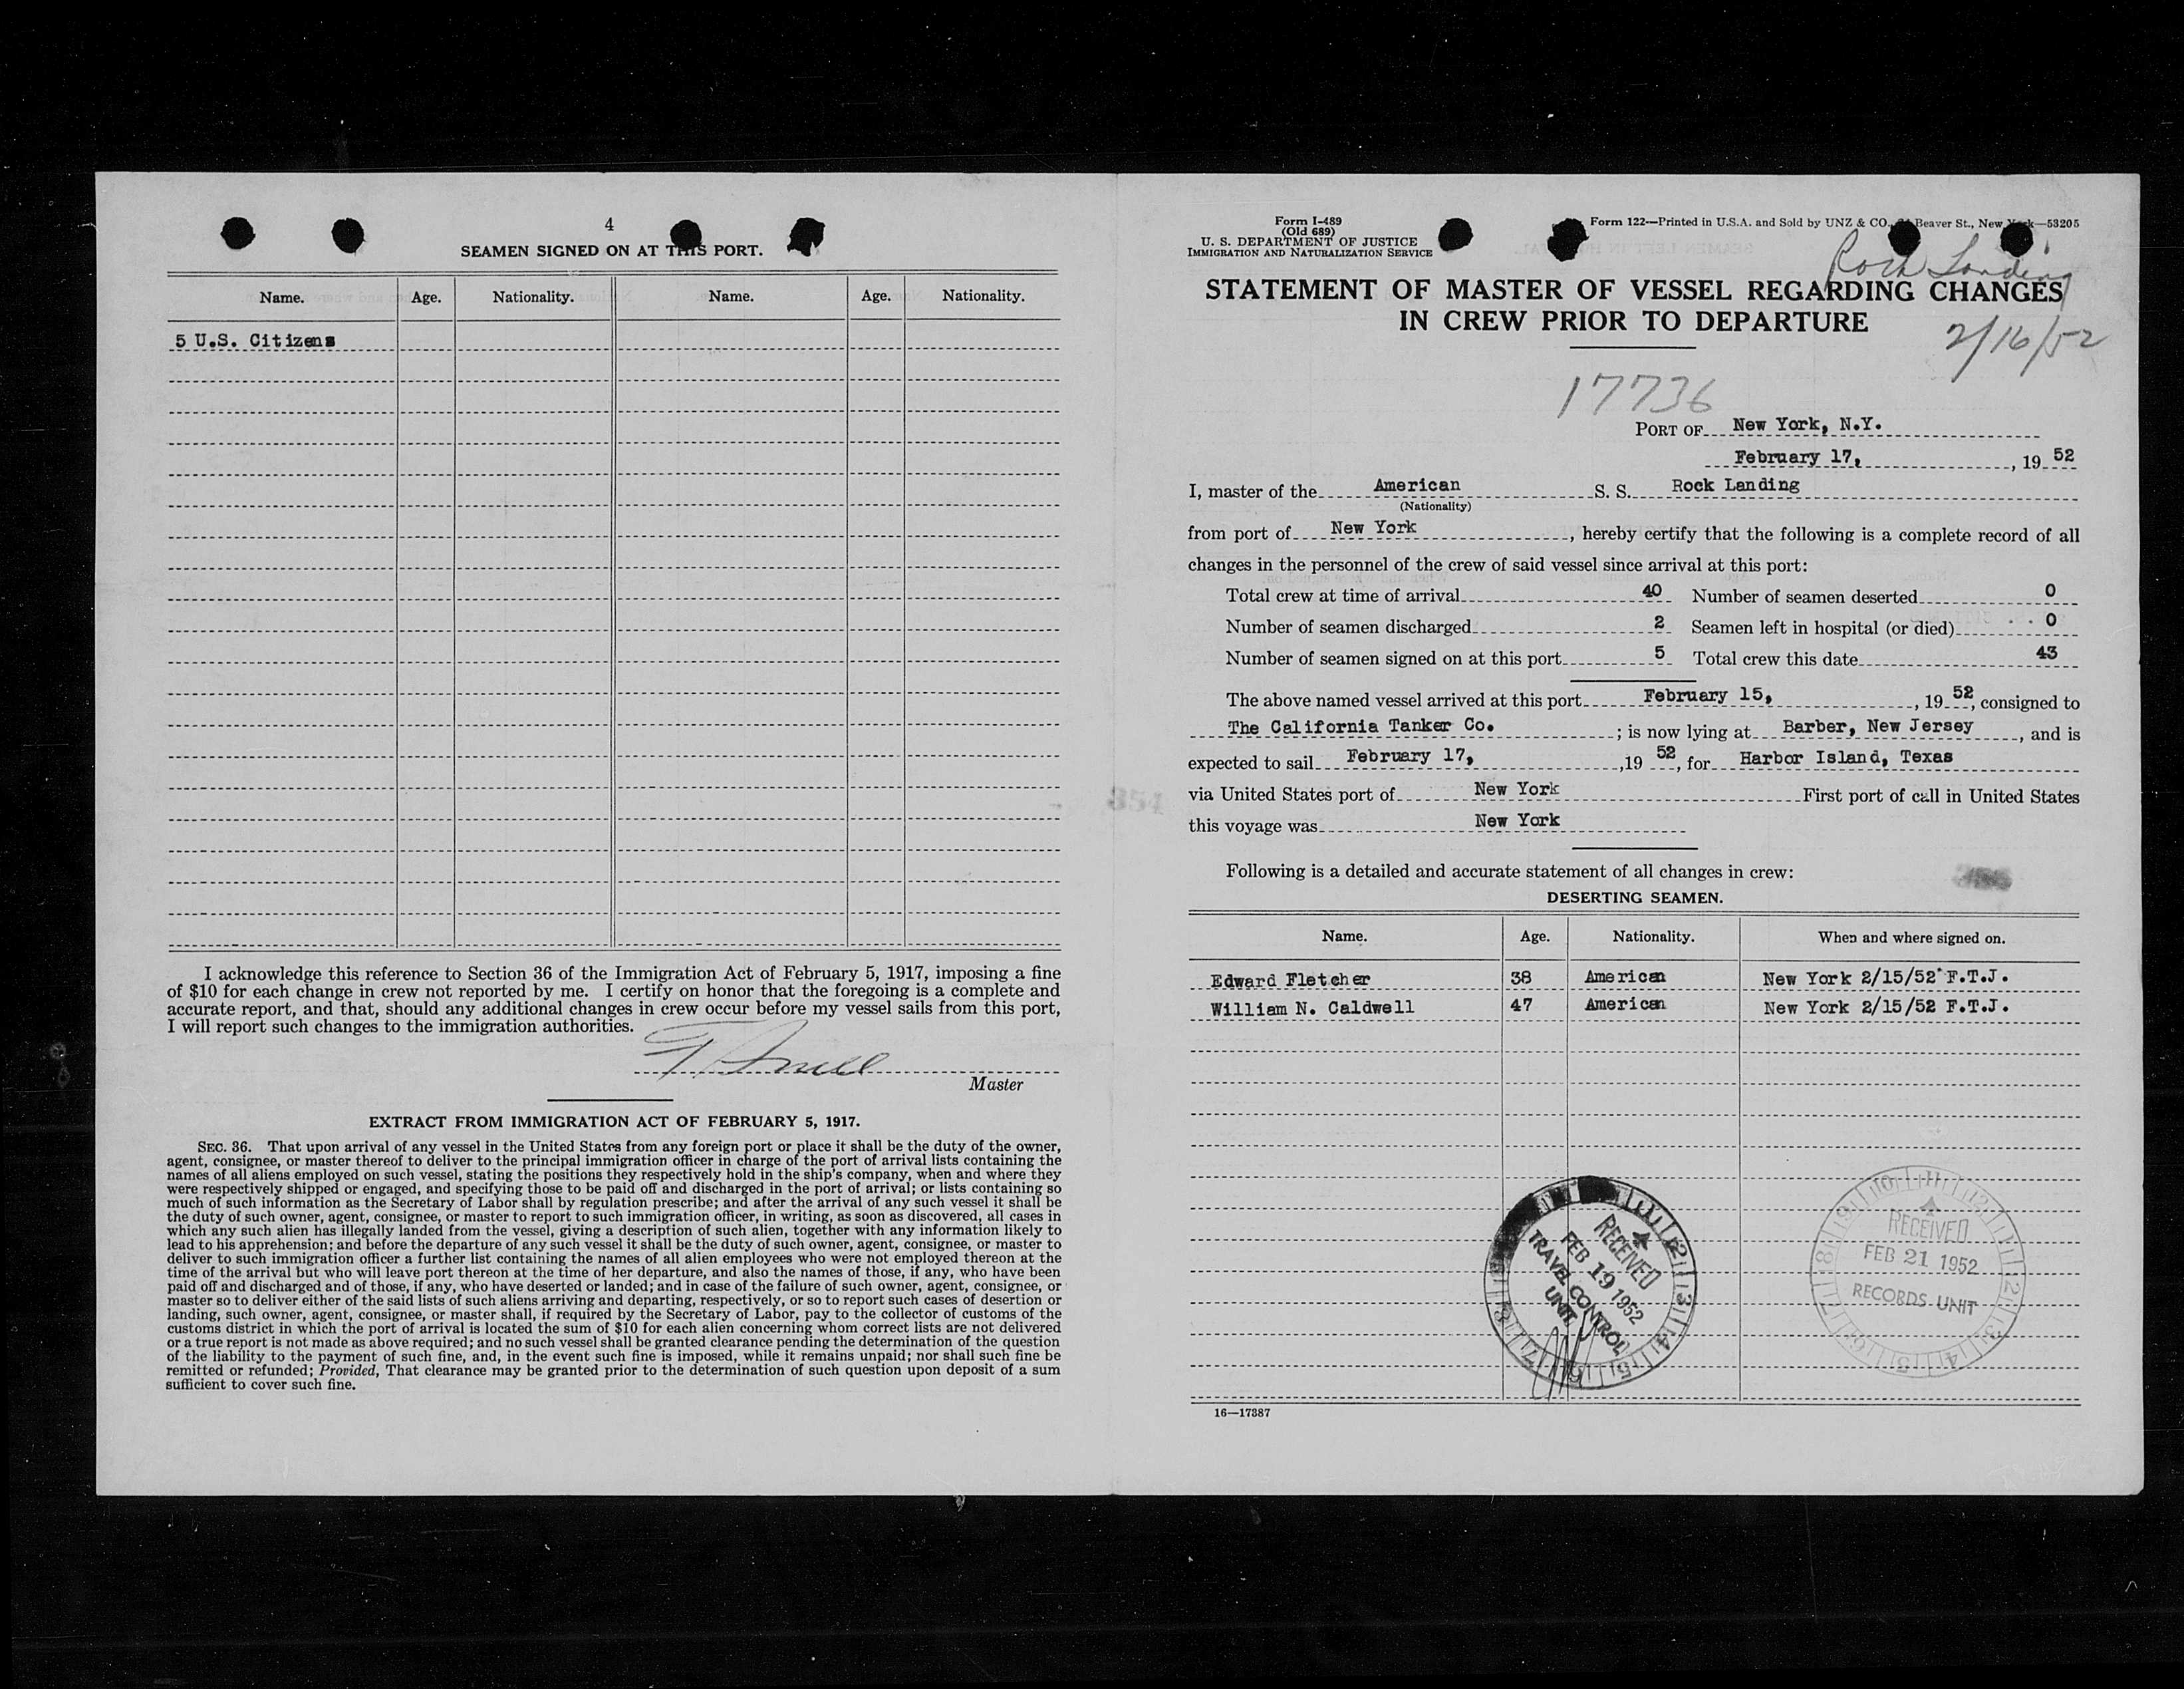 4
SEAMEN SIGNED ON AT THIS PORT.
Name. Age. Nationality. Name. Age. Nationality.
5 U.S. Citizens
I acknowledge this reference to Section 36 of the Immigration Act of February 5, 1917, imposing a fine
of $10 for each change in crew not reported by me. I certify on honor that the foregoing is a complete and
accurate report, and that, should any additional changes in crew occur before my vessel sails from this port,
I will report such changes to the immigration authorities.
Master
EXTRACT FROM IMMIGRATION ACT OF FEBRUARY 5, 1917.
SEC. 36. That upon arrival of any vessel in the United States from any foreign port or place it shall be the duty of the owner,
agent, consignee, or master thereof to deliver to the principal immigration officer in charge of the port of arrival lists containing the
names of all aliens employed on such vessel, stating the positions they respectively hold in the ship's company, when and where they
were respectively shipped or engaged, and specifying those to be paid off and discharged in the port of arrival; or lists containing so
much of such information as the Secretary of Labor shall by regulation prescribe; and after the arrival of any such vessel it shall be
the duty of such owner, agent, consignee, or master to report to such immigration officer, in writing, as soon as discovered, all cases in
which any such alien has illegally landed from the vessel, giving a description of such alien, together with any information likely to
lead to his apprehension; and before the departure of any such vessel it shall be the duty of such owner, agent, consignee, or master to
deliver to such immigration officer a further list containing the names of all alien employees who were not employed thereon at the
time of the arrival but who will leave port thereon at the time of her departure, and also the names of those, if any, who have been
paid off and discharged and of those, if any, who have deserted or landed; and in case of the failure of such owner, agent, consignee, or
master so to deliver either of the said lists of such aliens arriving and departing, respectively, or so to report such cases of desertion or
landing, such owner, agent, consignee, or master shall, if required by the Secretary of Labor, pay to the collector of customs of the
customs district in which the port of arrival is located the sum of $10 for each alien concerning whom correct lists are not delivered
or a true report is not made as above required; and no such vessel shall be granted clearance pending the determination of the question
of the liability to the payment of such fine, and, in the event such fine is imposed, while it remains unpaid; nor shall such fine be
remitted or refunded; Provided, That clearance may be granted prior to the determination of such question upon deposit of a sum
sufficient to cover such fine.
354
Form I-489
(Old 689)
U. S. DEPARTMENT OF JUSTICE
IMMIGRATION AND NATURALIZATION SERVICE
Form 122—Printed in U.S.A. and Sold by UNZ & CO., Beaver St., New York—53205
Rock Landing
STATEMENT OF MASTER OF VESSEL REGARDING CHANGES
IN CREW PRIOR TO DEPARTURE
2/16/52
17736
PORT OF New York, N.Y.
February 17, , 19 52
I, master of the American S. S. Rock Landing
(Nationality)
from port of New York , hereby certify that the following is a complete record of all
changes in the personnel of the crew of said vessel since arrival at this port:
Total crew at time of arrival 40 Number of seamen deserted 0
Number of seamen discharged 2 Seamen left in hospital (or died) 0
Number of seamen signed on at this port 5 Total crew this date 43
The above named vessel arrived at this port February 15, , 19 52, consigned to
The California Tanker Co. ; is now lying at Barber, New Jersey , and is
expected to sail February 17, ,19 52, for Harbor Island, Texas
via United States port of New York First port of call in United States
this voyage was New York
Following is a detailed and accurate statement of all changes in crew:
DESERTING SEAMEN.
Name. Age. Nationality. When and where signed on.
Edward Fletcher 38 American New York 2/15/52 F.T.J.
William N. Caldwell 47 American New York 2/15/52 F.T.J.
RECEIVED
FEB 19 1952
TRAVEL CONTROL
UNIT
RECEIVED
FEB 21 1952
RECORDS UNIT
16—17387